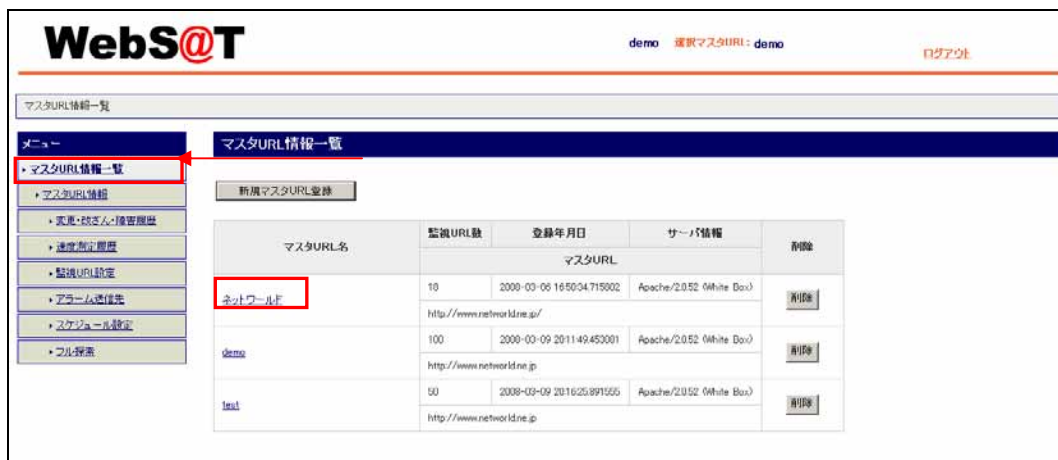 WebS@T
demo 選択マスタURL: demo
ログアウト
マスタURL情報一覧
メニュー
マスタURL情報一覧
マスタURL情報
変更・改ざん・障害履歴
速度測定履歴
監視URL設定
アラーム送信先
スケジュール設定
フル探索
マスタURL情報一覧
新規マスタURL登録
マスタURL名 監視URL数 登録年月日 サーバ情報 削除
マスタURL
ネットワールド 18 2008-03-06 16:50:34.715802 Apache/2.0.52 (White Box) 削除
http://www.networld.ne.jp/
demo 100 2008-03-09 20:11:49.453081 Apache/2.0.52 (White Box) 削除
http://www.networld.ne.jp
test 50 2008-03-09 20:16:25.891555 Apache/2.0.52 (White Box) 削除
http://www.networld.ne.jp